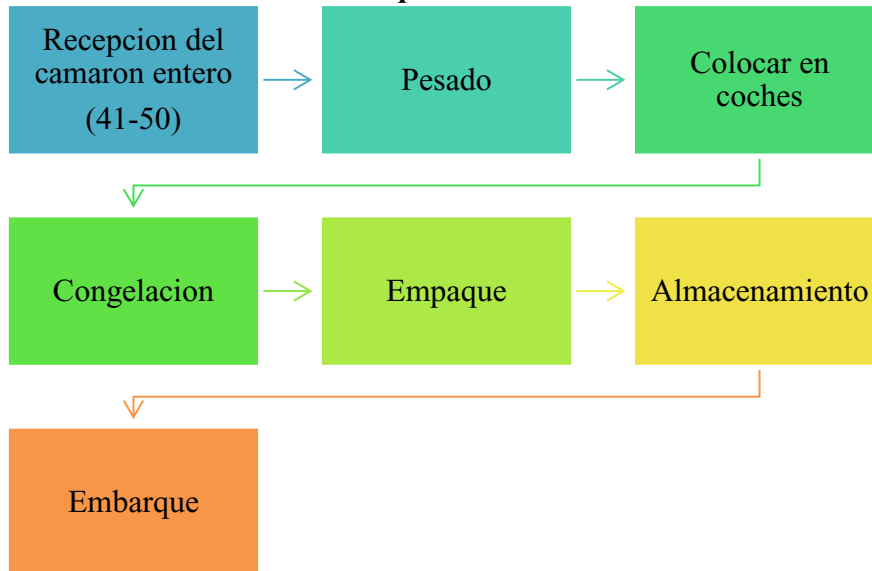 Recepcion del
camaron entero
(41-50)
Pesado
Colocar en
coches
Congelacion
Empaque
Almacenamiento
Embarque